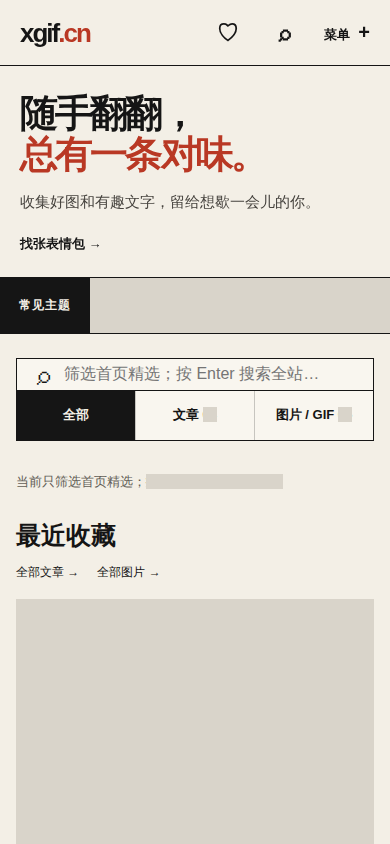 xgif.cn
菜单 +
随手翻翻，
总有一条对味。
收集好图和有趣文字，留给想歇一会儿的你。
找张表情包 →
常见主题
筛选首页精选；按 Enter 搜索全站…
全部
文章
图片 / GIF
当前只筛选首页精选；
最近收藏
全部文章 →
全部图片 →